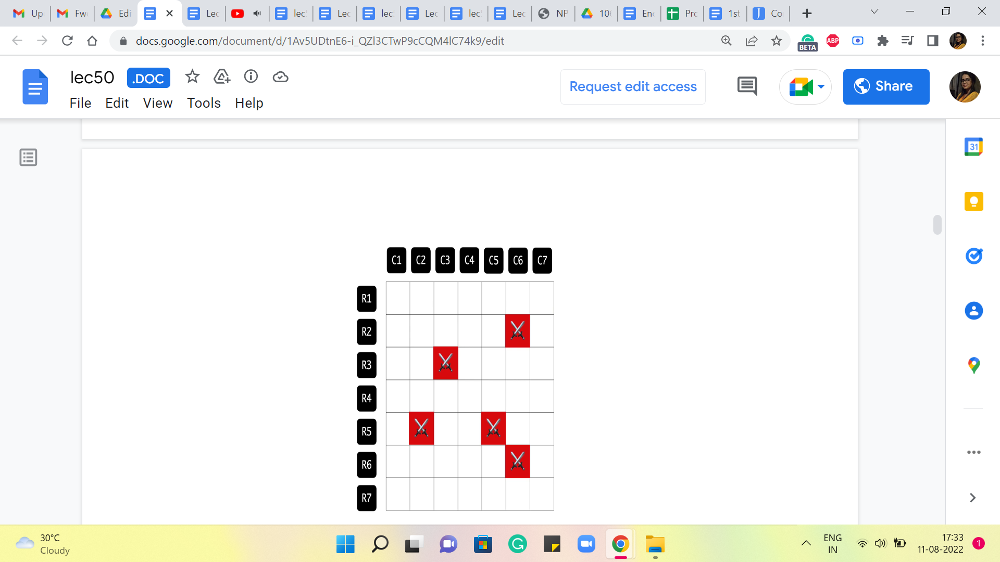 Up Fwe Edi Lec lec Lec lec Lec lec Lec NP 10 Enc Pro 1st Co
docs.google.com/document/d/1Av5UDtnE6-i_QZl3CTwP9cCQM4lC74k9/edit
ABP
BETA
lec50 .DOC
File Edit View Tools Help
Request edit access
Share
31
C1 C2 C3 C4 C5 C6 C7
R1
R2
R3
R4
R5
R6
R7
30°C
Cloudy
ENG
IN
17:33
11-08-2022
1